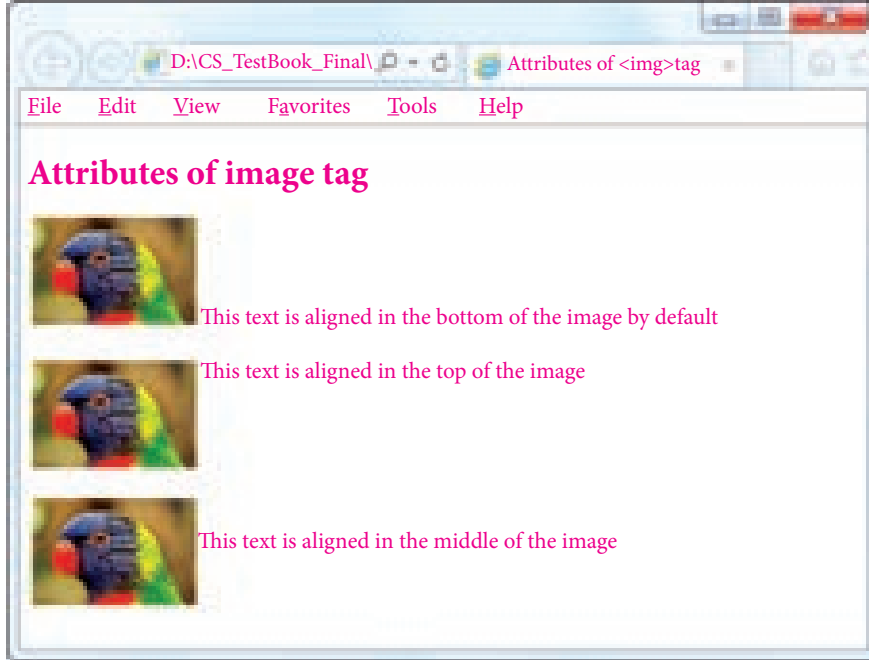 D:\CS_TestBook_Final\
Attributes of <img>tag
File Edit View Favorites Tools Help
Attributes of image tag
This text is aligned in the bottom of the image by default
This text is aligned in the top of the image
This text is aligned in the middle of the image